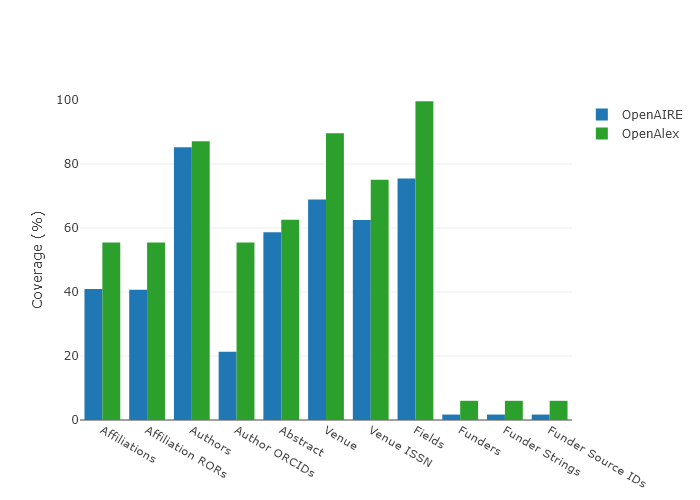 OpenAIRE
OpenAlex
Coverage (%)
100
80
60
40
20
0
Affiliations
Affiliation RORs
Authors
Author ORCIDs
Abstract
Venue
Venue ISSN
Fields
Funders
Funder Strings
Funder Source IDs